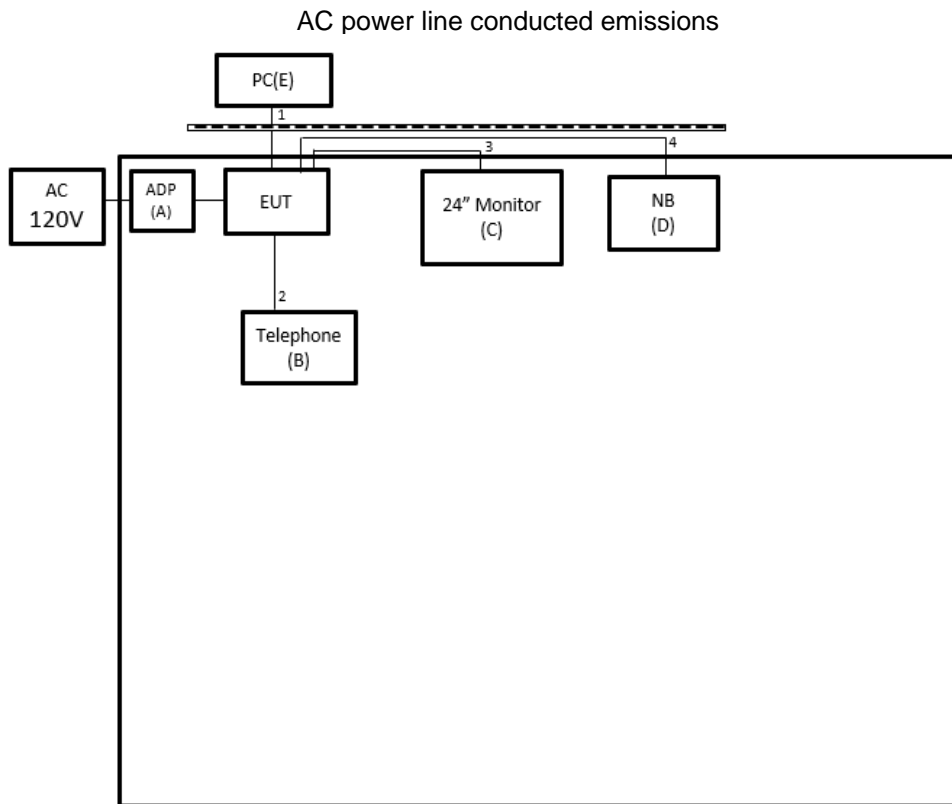 AC power line conducted emissions
PC(E)
1
3
4
AC
120V
ADP
(A)
EUT
24” Monitor
(C)
NB
(D)
2
Telephone
(B)